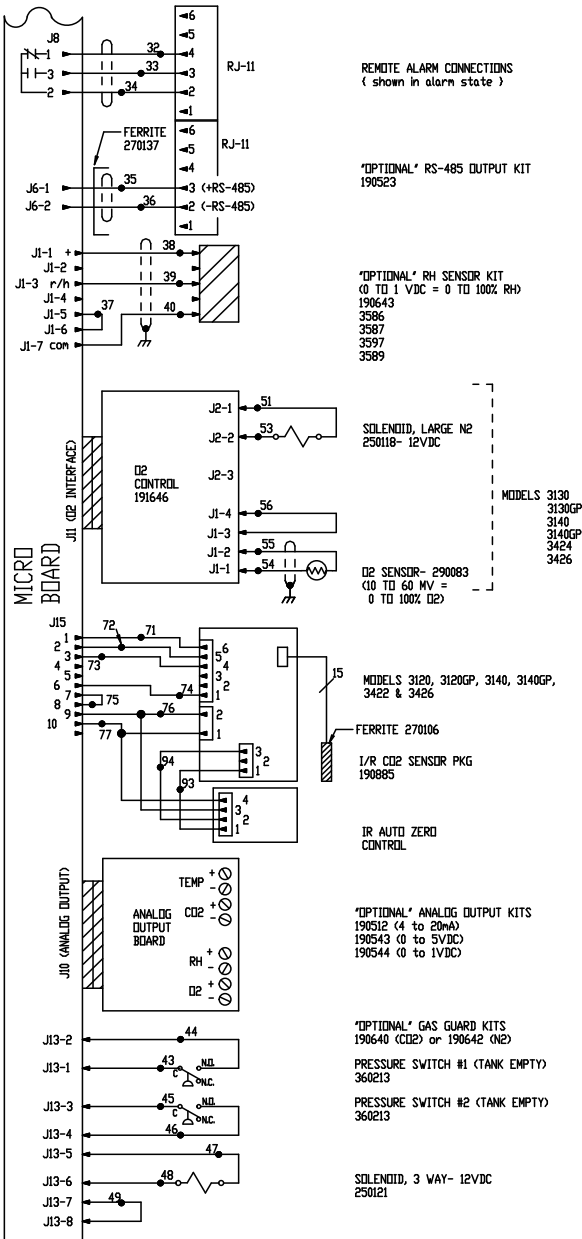 J8
1
3
2
32
33
34
6
5
4
3
2
1
RJ-11
REMOTE ALARM CONNECTIONS
( shown in alarm state )
FERRITE
270137
6
5
4
3 (+RS-485)
2 (-RS-485)
1
RJ-11
J6-1
J6-2
35
36
"OPTIONAL" RS-485 OUTPUT KIT
190523
J1-1 +
J1-2
J1-3 r/h
J1-4
J1-5
J1-6
J1-7 com
37
38
39
40
"OPTIONAL" RH SENSOR KIT
(0 TO 1 VDC = 0 TO 100% RH)
190643
3586
3587
3597
3589
J11 (O2 INTERFACE)
O2
CONTROL
191646
J2-1
J2-2
J2-3
J1-4
J1-3
J1-2
J1-1
51
53
56
55
54
SOLENOID, LARGE N2
250118- 12VDC
O2 SENSOR- 290083
(10 TO 60 MV =
0 TO 100% O2)
MODELS 3130
3130GP
3140
3140GP
3424
3426
MICRO
BOARD
J15
1
2
3
4
5
6
7
8
9
10
72
71
73
74
75
76
77
94
93
6
5
4
3
2
1
2
1
3
2
1
4
3
2
1
15
MODELS 3120, 3120GP, 3140, 3140GP,
3422 & 3426
FERRITE 270106
I/R CO2 SENSOR PKG
190885
IR AUTO ZERO
CONTROL
J10 (ANALOG OUTPUT)
ANALOG
OUTPUT
BOARD
TEMP + -
CO2 + -
RH + -
O2 + -
"OPTIONAL" ANALOG OUTPUT KITS
190512 (4 to 20mA)
190543 (0 to 5VDC)
190544 (0 to 1VDC)
"OPTIONAL" GAS GUARD KITS
190640 (CO2) or 190642 (N2)
J13-2
44
J13-1
43
C
N.O.
N.C.
PRESSURE SWITCH #1 (TANK EMPTY)
360213
J13-3
45
C
N.O.
N.C.
PRESSURE SWITCH #2 (TANK EMPTY)
360213
J13-4
46
J13-5
47
J13-6
48
SOLENOID, 3 WAY- 12VDC
250121
J13-7
49
J13-8